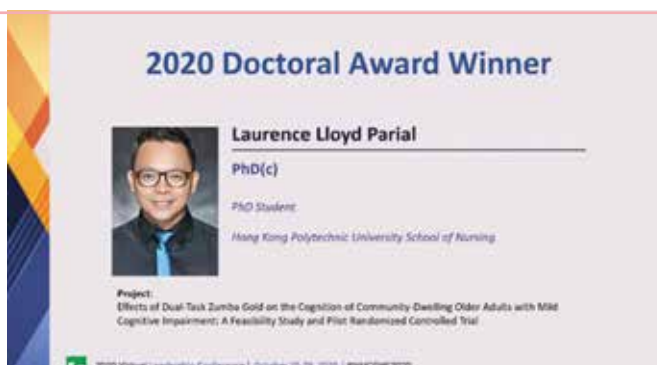 2020 Doctoral Award Winner
Laurence Lloyd Parial
PhD(c)
PhD Student
Hong Kong Polytechnic University School of Nursing
Project:
Effects of Dual-Task Zumba Gold on the Cognition of Community-Dwelling Older Adults with Mild
Cognitive Impairment: A Feasibility Study and Pilot Randomized Controlled Trial